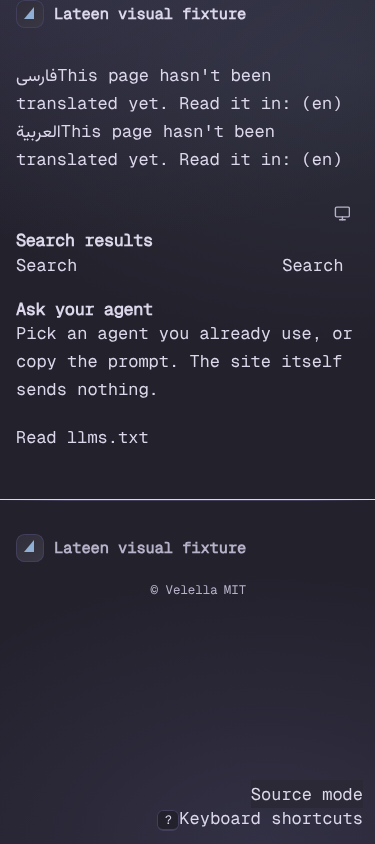 Lateen visual fixture
فارسیThis page hasn't been
translated yet. Read it in: (en)
العربيةThis page hasn't been
translated yet. Read it in: (en)
Search results
Search Search
Ask your agent
Pick an agent you already use, or
copy the prompt. The site itself
sends nothing.
Read llms.txt
Lateen visual fixture
© Velella MIT
Source mode
? Keyboard shortcuts